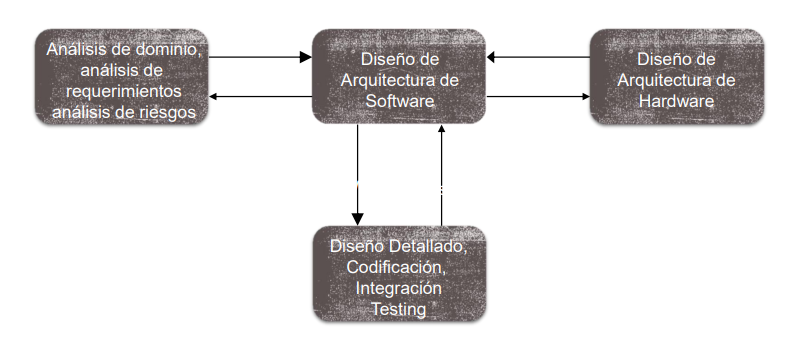 Análisis de dominio,
análisis de
requerimientos
análisis de riesgos
Diseño de
Arquitectura de
Software
Diseño de
Arquitectura de
Hardware
Diseño Detallado,
Codificación,
Integración
Testing